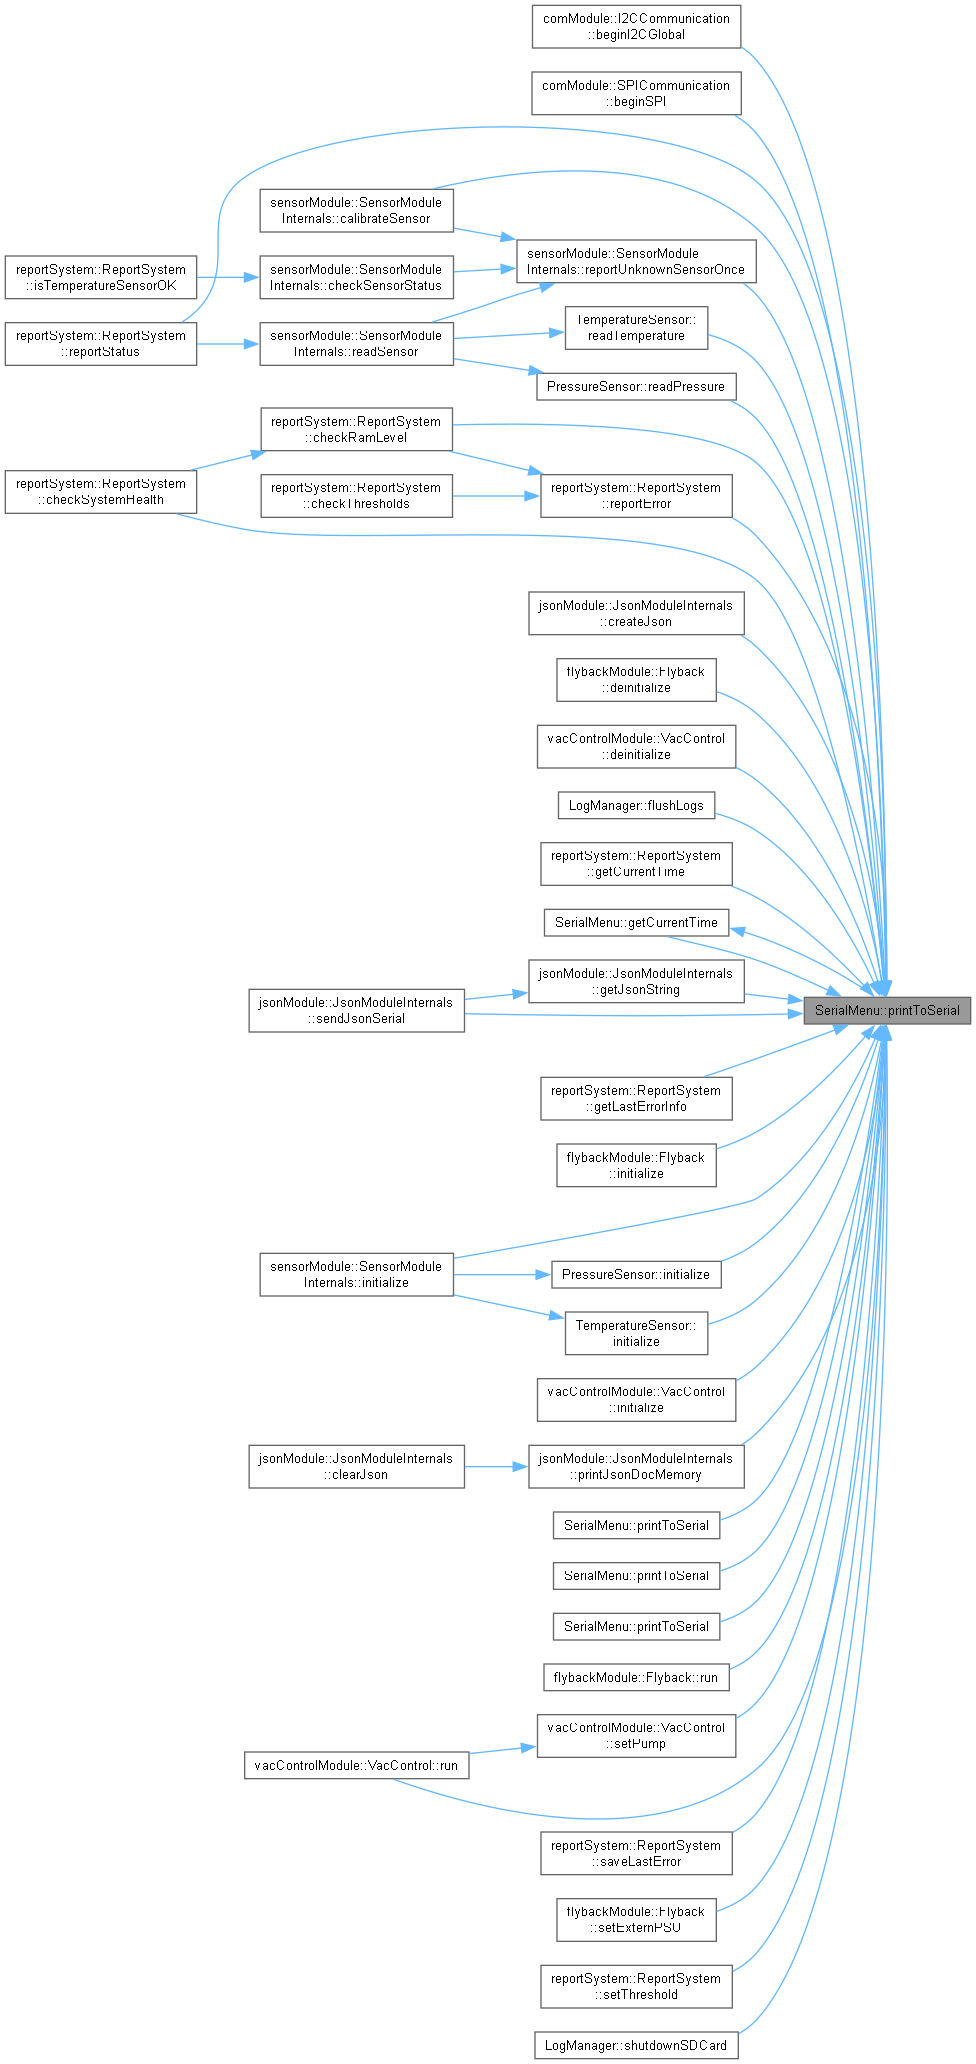 comModule::I2CCommunication
::beginI2CGlobal
comModule::SPICommunication
::beginSPI
sensorModule::SensorModule
Internals::calibrateSensor
sensorModule::SensorModule
Internals::reportUnknownSensorOnce
reportSystem::ReportSystem
::isTemperatureSensorOK
sensorModule::SensorModule
Internals::checkSensorStatus
reportSystem::ReportSystem
::reportStatus
sensorModule::SensorModule
Internals::readSensor
TemperatureSensor::
readTemperature
PressureSensor::readPressure
reportSystem::ReportSystem
::checkRamLevel
reportSystem::ReportSystem
::checkSystemHealth
reportSystem::ReportSystem
::checkThresholds
reportSystem::ReportSystem
::reportError
jsonModule::JsonModuleInternals
::createJson
flybackModule::Flyback
::deinitialize
vacControlModule::VacControl
::deinitialize
LogManager::flushLogs
reportSystem::ReportSystem
::getCurrentTime
SerialMenu::getCurrentTime
jsonModule::JsonModuleInternals
::getJsonString
jsonModule::JsonModuleInternals
::sendJsonSerial
SerialMenu::printToSerial
reportSystem::ReportSystem
::getLastErrorInfo
flybackModule::Flyback
::initialize
sensorModule::SensorModule
Internals::initialize
PressureSensor::initialize
TemperatureSensor::
initialize
vacControlModule::VacControl
::initialize
jsonModule::JsonModuleInternals
::clearJson
jsonModule::JsonModuleInternals
::printJsonDocMemory
SerialMenu::printToSerial
SerialMenu::printToSerial
SerialMenu::printToSerial
flybackModule::Flyback::run
vacControlModule::VacControl
::setPump
vacControlModule::VacControl::run
reportSystem::ReportSystem
::saveLastError
flybackModule::Flyback
::setExternPSU
reportSystem::ReportSystem
::setThreshold
LogManager::shutdownSDCard